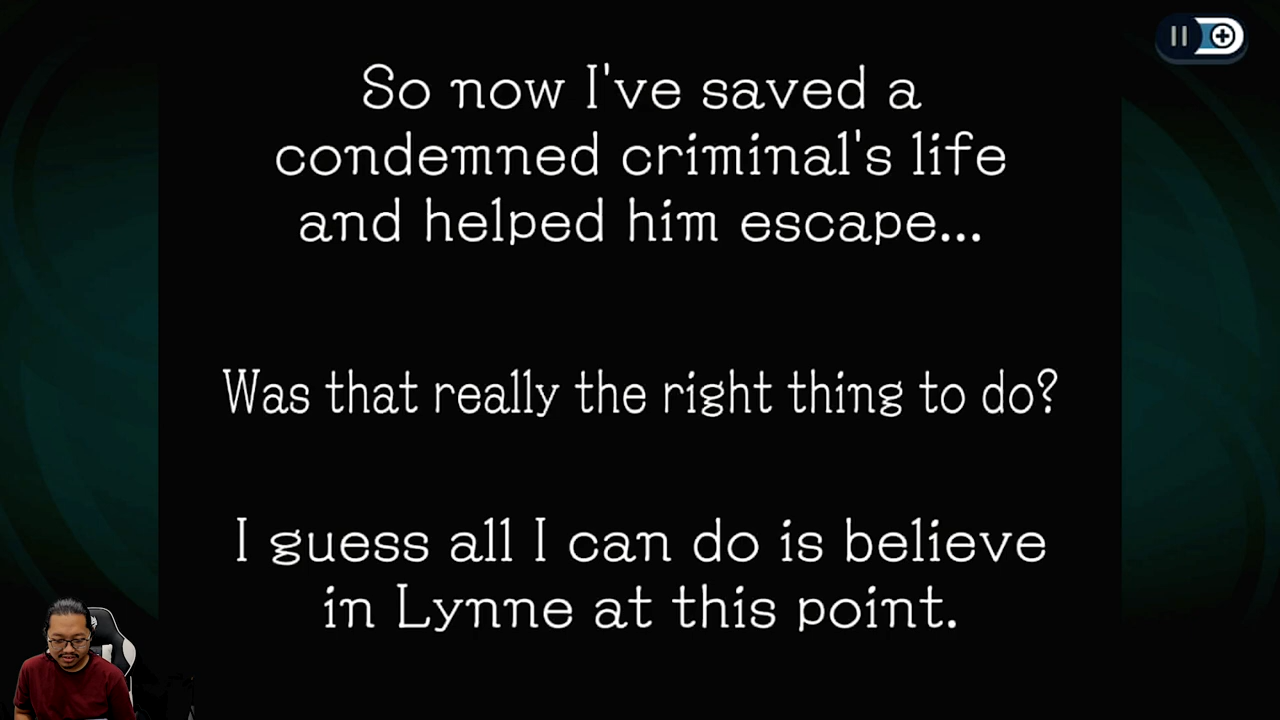 So now I've saved a
condemned criminal's life
and helped him escape...
Was that really the right thing to do?
I guess all I can do is believe
in Lynne at this point.